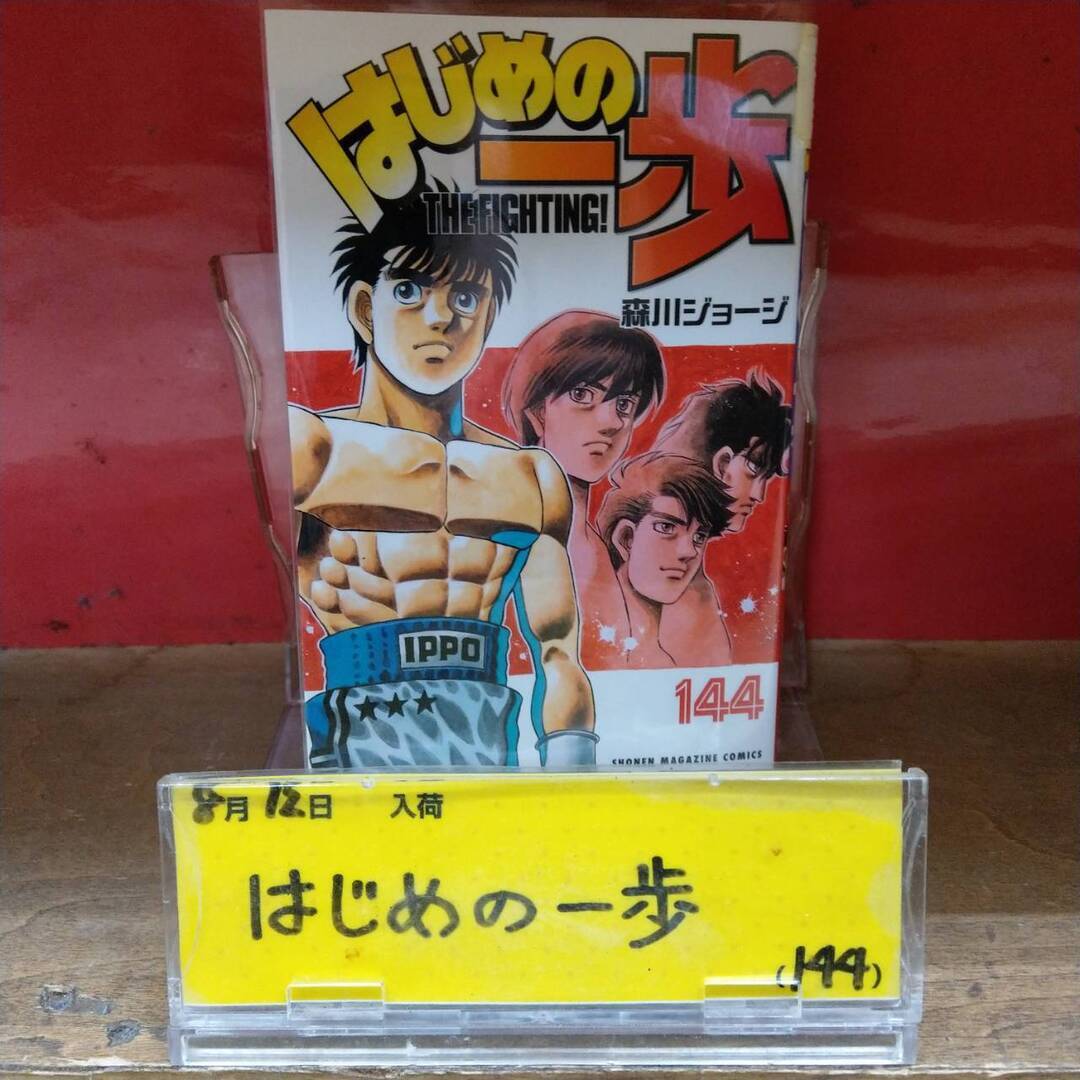 はじめの一歩
THE FIGHTING!
森川ジョージ
IPPO
144
SHONEN MAGAZINE COMICS
8月12日 入荷
はじめの一歩
(144)